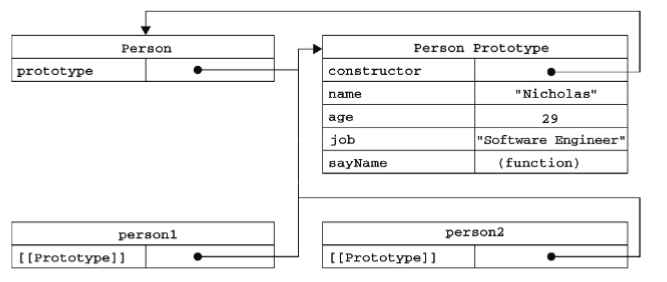 Person
prototype
Person Prototype
constructor
name "Nicholas"
age 29
job "Software Engineer"
sayName (function)
person1
[[Prototype]]
person2
[[Prototype]]